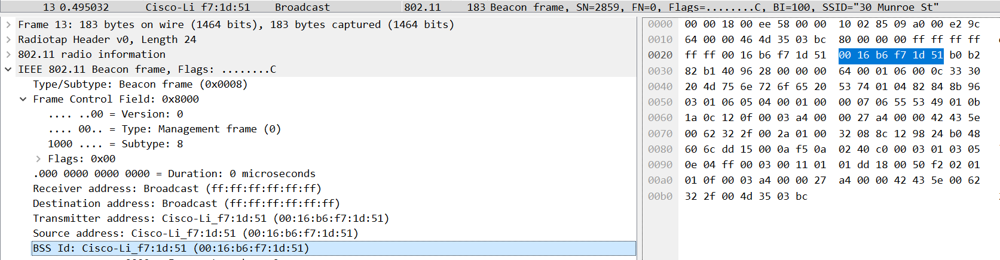 13 0.495032 Cisco-Li f7:1d:51 Broadcast 802.11 183 Beacon frame, SN=2859, FN=0, Flags=........C, BI=100, SSID="30 Munroe St"
Frame 13: 183 bytes on wire (1464 bits), 183 bytes captured (1464 bits)
Radiotap Header v0, Length 24
802.11 radio information
IEEE 802.11 Beacon frame, Flags: ........C
Type/Subtype: Beacon frame (0x0008)
Frame Control Field: 0x8000
.... ..00 = Version: 0
.... 00.. = Type: Management frame (0)
1000 .... = Subtype: 8
Flags: 0x00
.000 0000 0000 0000 = Duration: 0 microseconds
Receiver address: Broadcast (ff:ff:ff:ff:ff:ff)
Destination address: Broadcast (ff:ff:ff:ff:ff:ff)
Transmitter address: Cisco-Li_f7:1d:51 (00:16:b6:f7:1d:51)
Source address: Cisco-Li_f7:1d:51 (00:16:b6:f7:1d:51)
BSS Id: Cisco-Li_f7:1d:51 (00:16:b6:f7:1d:51)
0000 00 00 18 00 ee 58 00 00 10 02 85 09 a0 00 e2 9c
0010 64 00 00 46 4d 35 03 bc 80 00 00 00 ff ff ff ff
0020 ff ff 00 16 b6 f7 1d 51 00 16 b6 f7 1d 51 b0 b2
0030 82 b1 40 96 28 00 00 00 64 00 01 06 00 0c 33 30
0040 20 4d 75 6e 72 6f 65 20 53 74 01 04 82 84 8b 96
0050 03 01 06 05 04 00 01 00 00 07 06 55 53 49 01 0b
0060 1a 0c 12 0f 00 03 a4 00 00 27 a4 00 00 42 43 5e
0070 00 62 32 2f 00 2a 01 00 32 08 8c 12 98 24 b0 48
0080 60 6c dd 15 00 0a f5 0a 02 40 c0 00 03 01 03 05
0090 0e 04 ff 00 03 00 11 01 01 dd 18 00 50 f2 02 01
00a0 01 0f 00 03 a4 00 00 27 a4 00 00 42 43 5e 00 62
00b0 32 2f 00 4d 35 03 bc